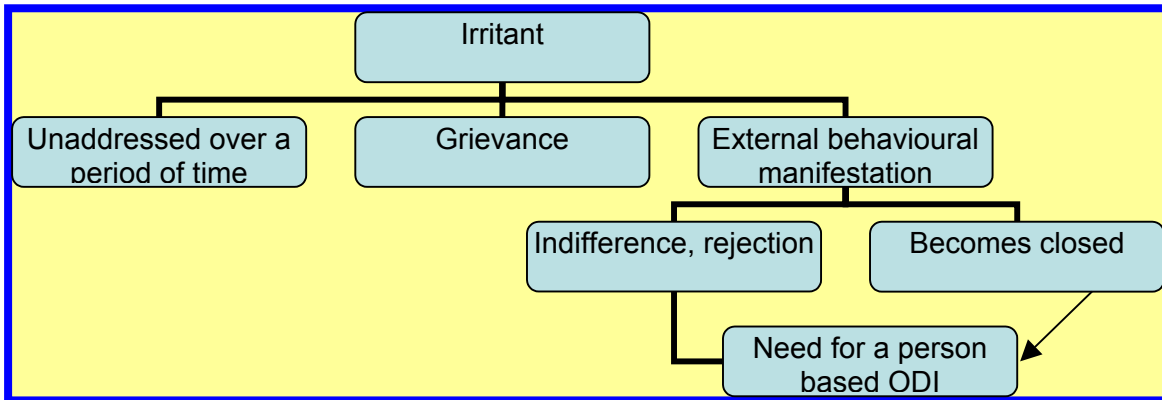 Irritant
Unaddressed over a
period of time
Grievance
External behavioural
manifestation
Indifference, rejection
Becomes closed
Need for a person
based ODI